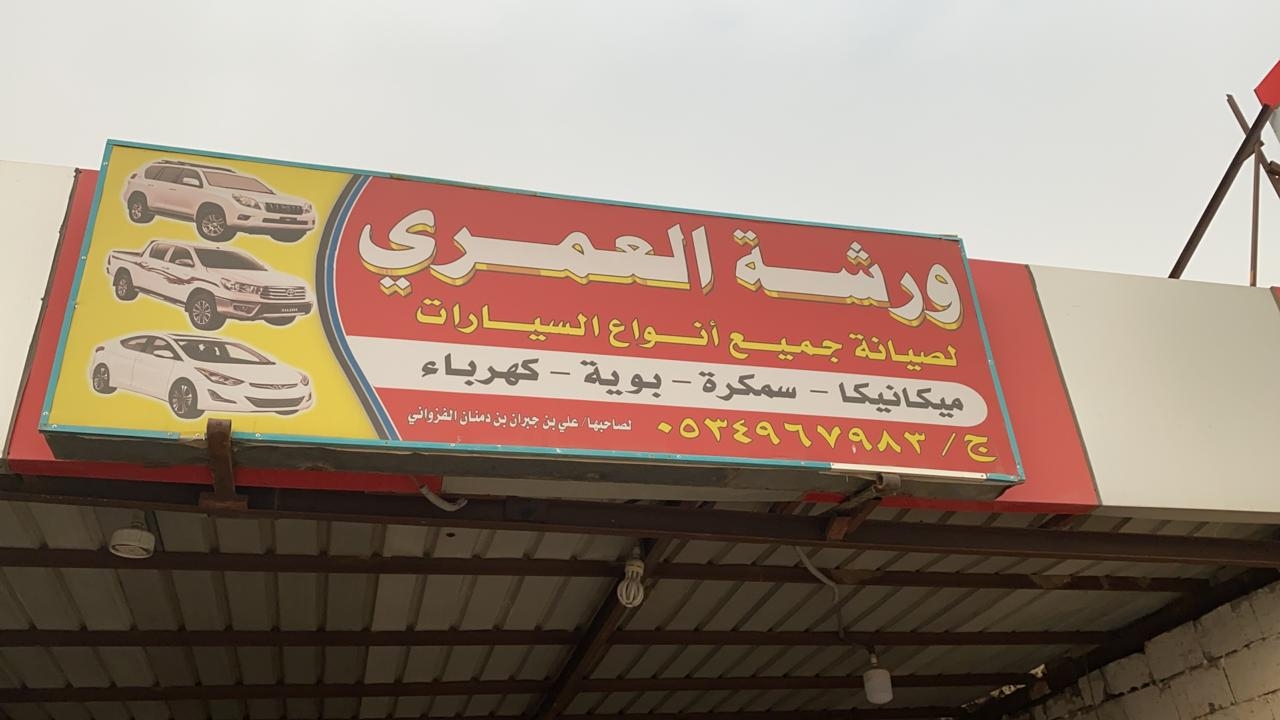 ورشة العمري
لصيانة جميع أنواع السيارات
ميكانيكا - سمكرة - بوية - كهرباء
ج / ٠٥٣٤٩٦٧٩٨٣
لصاحبها/ علي بن جبران بن دمنان الفزواني